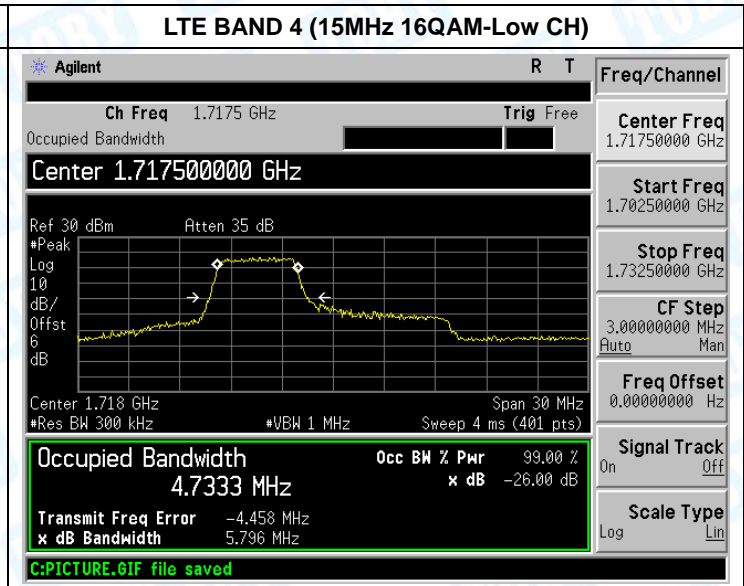 LTE BAND 4 (15MHz 16QAM-Low CH)
Agilent R T
Ch Freq 1.7175 GHz Trig Free
Occupied Bandwidth
Center 1.717500000 GHz
Ref 30 dBm Atten 35 dB
#Peak
Log
10
dB/
Offst
6
dB
Center 1.718 GHz Span 30 MHz
#Res BW 300 kHz #VBW 1 MHz Sweep 4 ms (401 pts)
Occupied Bandwidth Occ BW % Pwr 99.00 %
4.7333 MHz x dB -26.00 dB
Transmit Freq Error -4.458 MHz
x dB Bandwidth 5.796 MHz
C:PICTURE.GIF file saved
Freq/Channel
Center Freq
1.71750000 GHz
Start Freq
1.70250000 GHz
Stop Freq
1.73250000 GHz
CF Step
3.00000000 MHz
Auto Man
Freq Offset
0.00000000 Hz
Signal Track
On Off
Scale Type
Log Lin